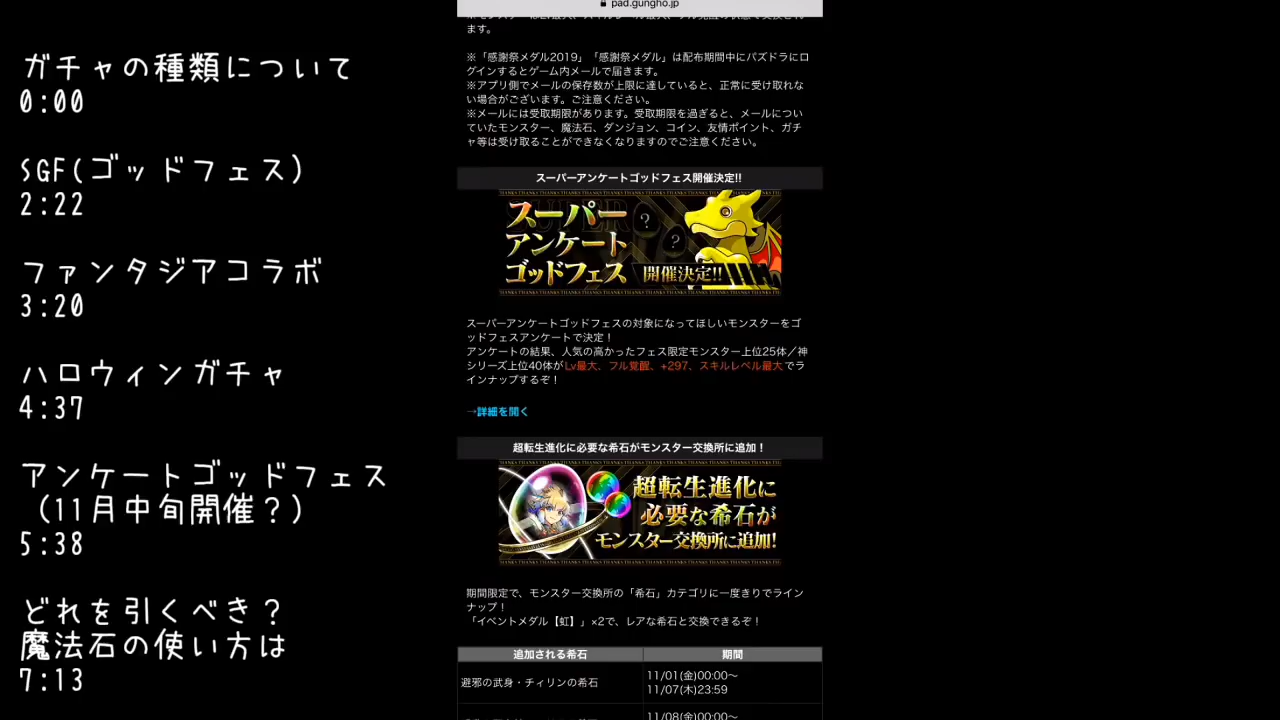 ガチャの種類について
0:00
SGF(ゴッドフェス)
2:22
ファンタジアコラボ
3:20
ハロウィンガチャ
4:37
アンケートゴッドフェス
(11月中旬開催？)
5:38
どれを引くべき？
魔法石の使い方は
7:13
pad.gungho.jp
ます。
※「感謝祭メダル2019」「感謝祭メダル」は配布期間中にパズドラにロ
グインするとゲーム内メールで届きます。
※アプリ側でメールの保存数が上限に達していると、正常に受け取れな
い場合がございます。ご注意ください。
※メールには受取期限があります。受取期限を過ぎると、メールについ
ていたモンスター、魔法石、ダンジョン、コイン、友情ポイント、ガチ
ャ等は受け取ることができなくなりますのでご注意ください。
スーパーアンケートゴッドフェス開催決定!!
スーパー
アンケート
ゴッドフェス 開催決定!!
? ?
スーパーアンケートゴッドフェスの対象になってほしいモンスターをゴ
ッドフェスアンケートで決定！
アンケートの結果、人気の高かったフェス限定モンスター上位25体／神
シリーズ上位40体がLv最大、フル覚醒、+297、スキルレベル最大でラ
インナップするぞ！
→詳細を開く
超転生進化に必要な希石がモンスター交換所に追加！
超転生進化に
必要な希石が
モンスター交換所に追加!
期間限定で、モンスター交換所の「希石」カテゴリに一度きりでライン
ナップ！
「イベントメダル【虹】」×2で、レアな希石と交換できるぞ！
追加される希石 期間
避邪の武身・チィリンの希石 11/01(金)00:00～
11/07(木)23:59
11/08(金)00:00～